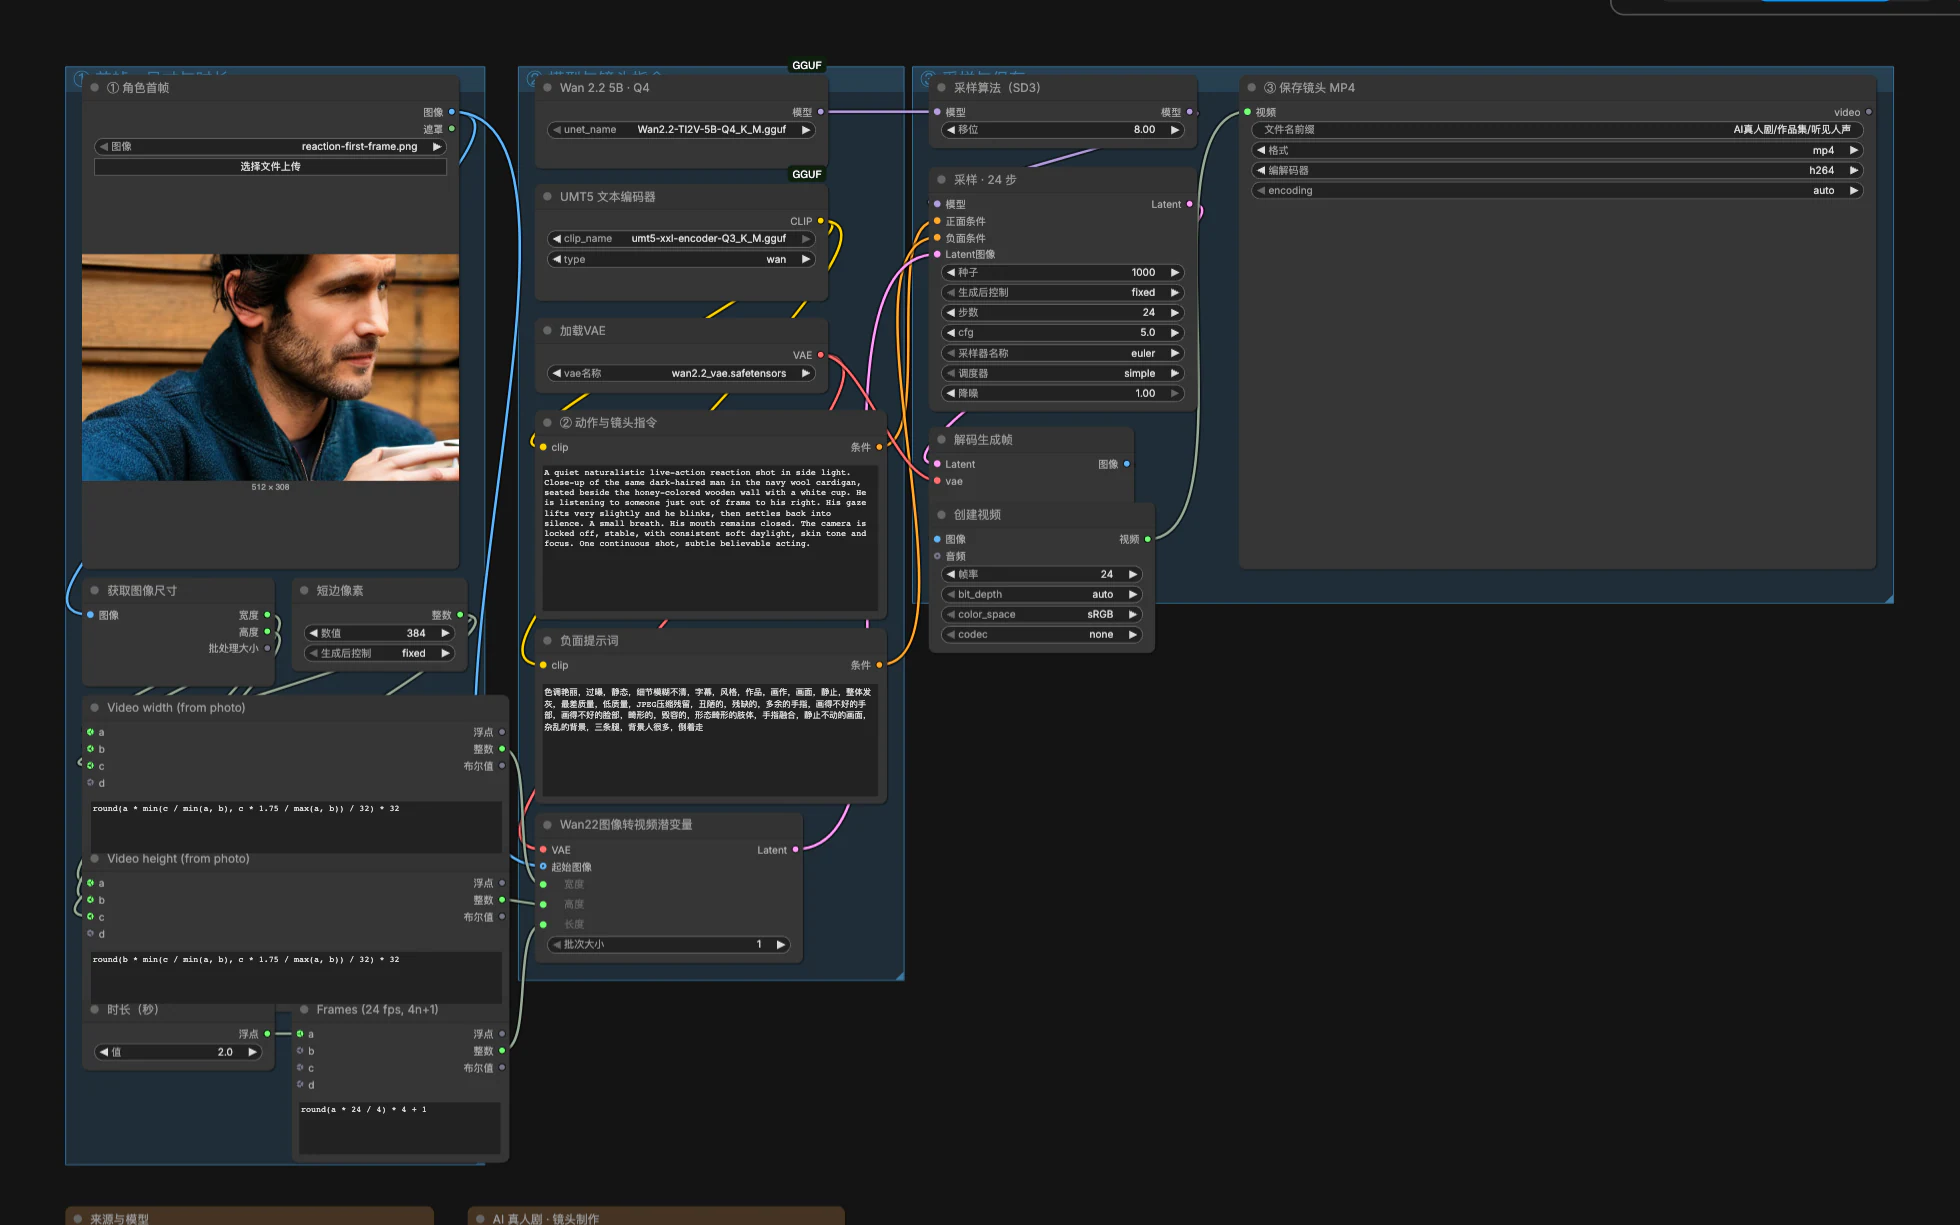 ① 角色首帧
图像
遮罩
图像 reaction-first-frame.png
选择文件上传
512 × 308
获取图像尺寸
图像
宽度
高度
批处理大小
短边像素
整数
数值 384
生成后控制 fixed
Video width (from photo)
a
b
c
d
浮点
整数
布尔值
round(a * min(c / min(a, b), c * 1.75 / max(a, b)) / 32) * 32
Video height (from photo)
a
b
c
d
浮点
整数
布尔值
round(b * min(c / min(a, b), c * 1.75 / max(a, b)) / 32) * 32
时长（秒）
浮点
值 2.0
Frames (24 fps, 4n+1)
a
b
c
d
浮点
整数
布尔值
round(a * 24 / 4) * 4 + 1
GGUF
Wan 2.2 5B · Q4
模型
unet_name Wan2.2-TI2V-5B-Q4_K_M.gguf
GGUF
UMT5 文本编码器
CLIP
clip_name umt5-xxl-encoder-Q3_K_M.gguf
type wan
加载VAE
VAE
vae名称 wan2.2_vae.safetensors
② 动作与镜头指令
clip 条件
A quiet naturalistic live-action reaction shot in side light.
Close-up of the same dark-haired man in the navy wool cardigan,
seated beside the honey-colored wooden wall with a white cup. He
is listening to someone just out of frame to his right. His gaze
lifts very slightly and he blinks, then settles back into
silence. A small breath. His mouth remains closed. The camera is
locked off, stable, with consistent soft daylight, skin tone and
focus. One continuous shot, subtle believable acting.
负面提示词
clip 条件
色调艳丽，过曝，静态，细节模糊不清，字幕，风格，作品，画作，画面，静止，整体发
灰，最差质量，低质量，JPEG压缩残留，丑陋的，残缺的，多余的手指，画得不好的手
部，画得不好的脸部，畸形的，毁容的，形态畸形的肢体，手指融合，静止不动的画面，
杂乱的背景，三条腿，背景人很多，倒着走
Wan22图像转视频潜变量
VAE Latent
起始图像
宽度
高度
长度
批次大小 1
采样算法（SD3）
模型 模型
移位 8.00
采样 · 24 步
模型 Latent
正面条件
负面条件
Latent图像
种子 1000
生成后控制 fixed
步数 24
cfg 5.0
采样器名称 euler
调度器 simple
降噪 1.00
解码生成帧
Latent 图像
vae
创建视频
图像 视频
音频
帧率 24
bit_depth auto
color_space sRGB
codec none
③ 保存镜头 MP4
视频 video
文件名前缀 AI真人剧/作品集/听见人声
格式 mp4
编解码器 h264
encoding auto
来源与模型
AI 真人剧 · 镜头制作